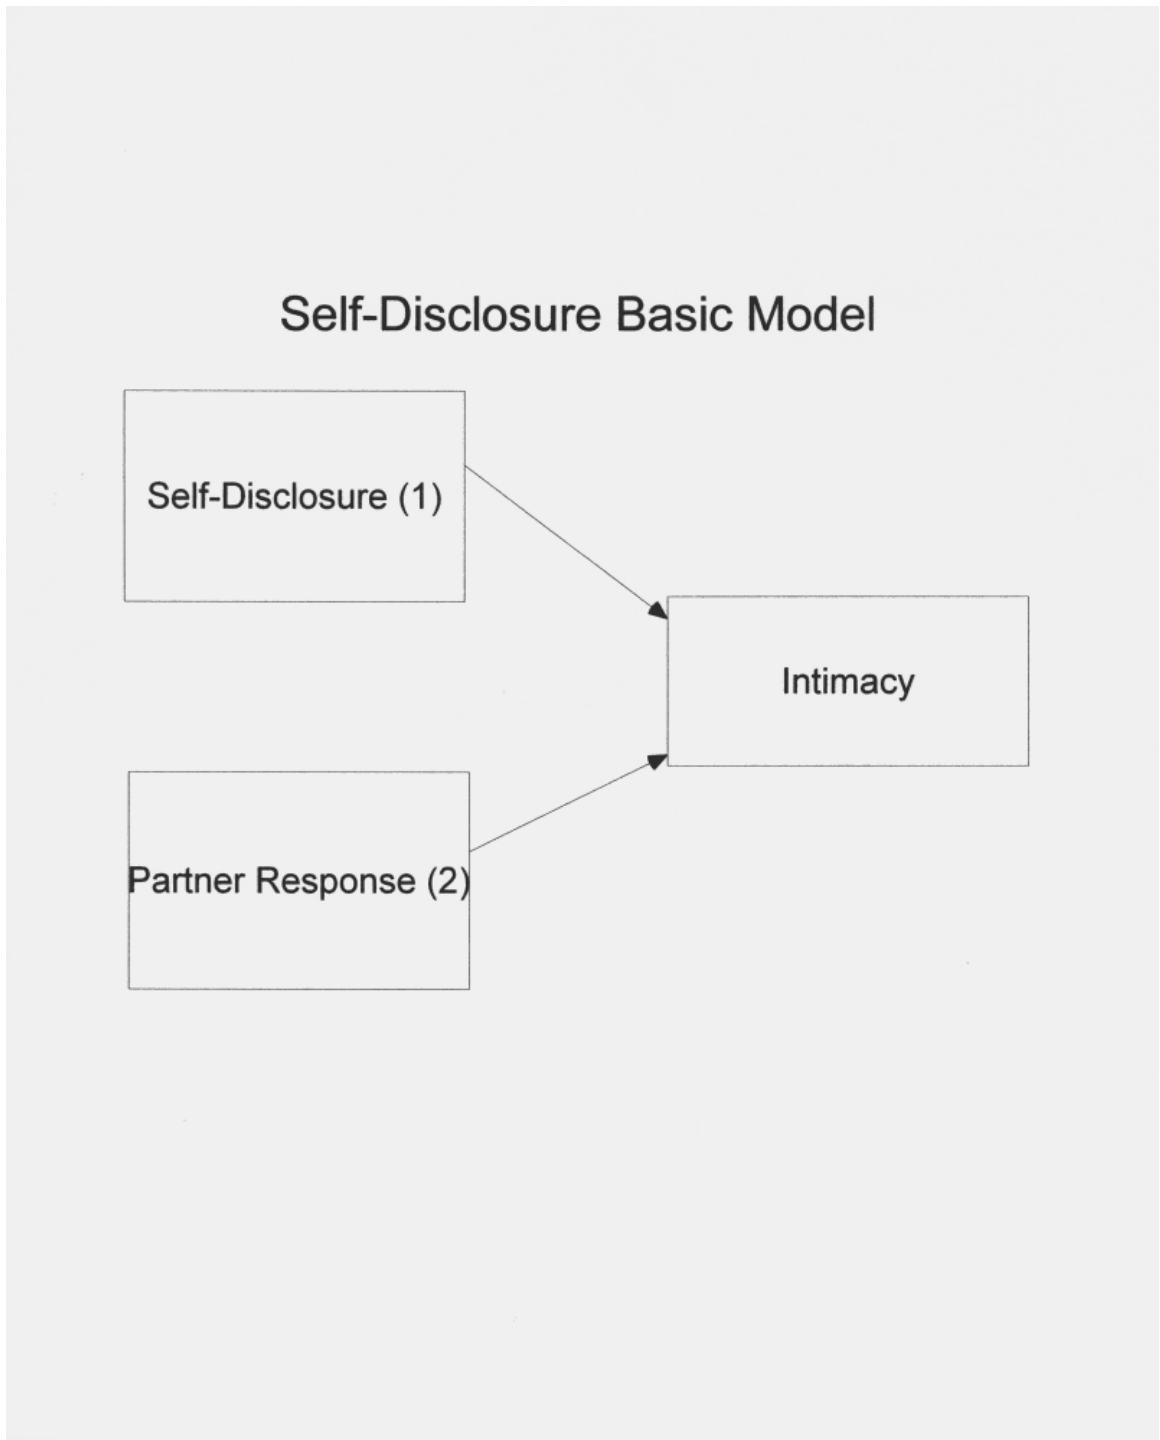 Self-Disclosure Basic Model
Self-Disclosure (1)
Intimacy
Partner Response (2)